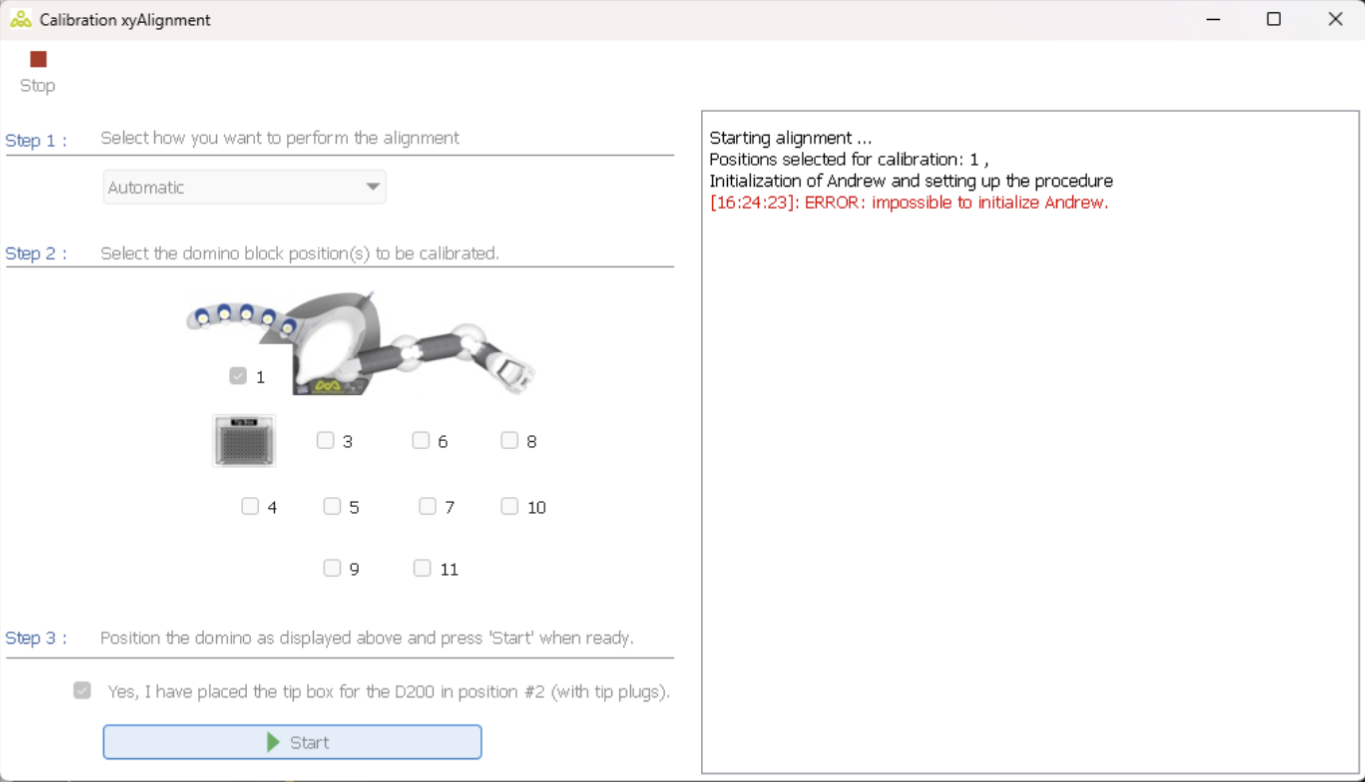 Calibration xyAlignment
Stop
Step 1 : Select how you want to perform the alignment
Automatic
Step 2 : Select the domino block position(s) to be calibrated.
1
Tip Box
3 6 8
4 5 7 10
9 11
Step 3 : Position the domino as displayed above and press 'Start' when ready.
Yes, I have placed the tip box for the D200 in position #2 (with tip plugs).
Start
Starting alignment ...
Positions selected for calibration: 1 ,
Initialization of Andrew and setting up the procedure
[16:24:23]: ERROR: impossible to initialize Andrew.